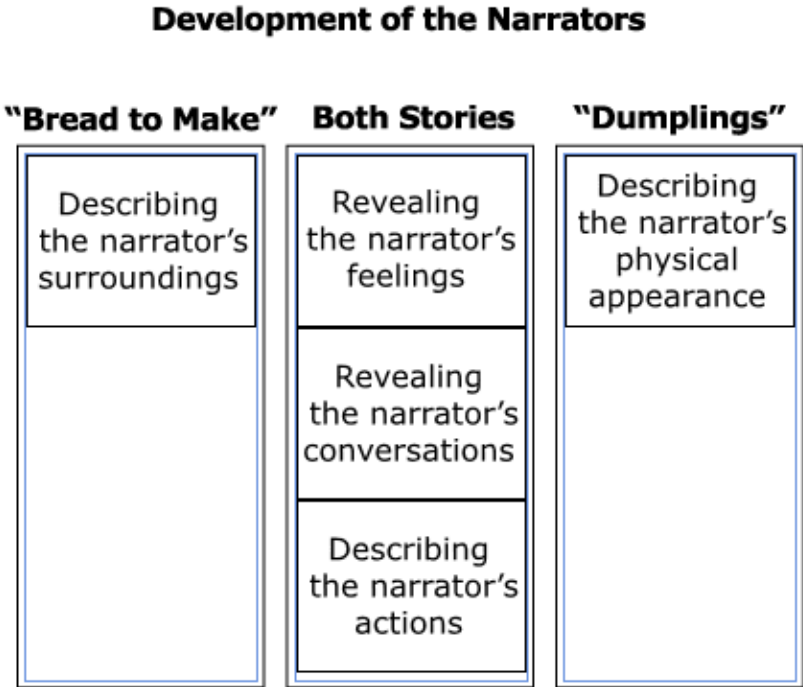 Development of the Narrators
“Bread to Make”
Both Stories
“Dumplings”
Describing
the narrator’s
surroundings
Revealing
the narrator’s
feelings
Revealing
the narrator’s
conversations
Describing
the narrator’s
actions
Describing
the narrator’s
physical
appearance